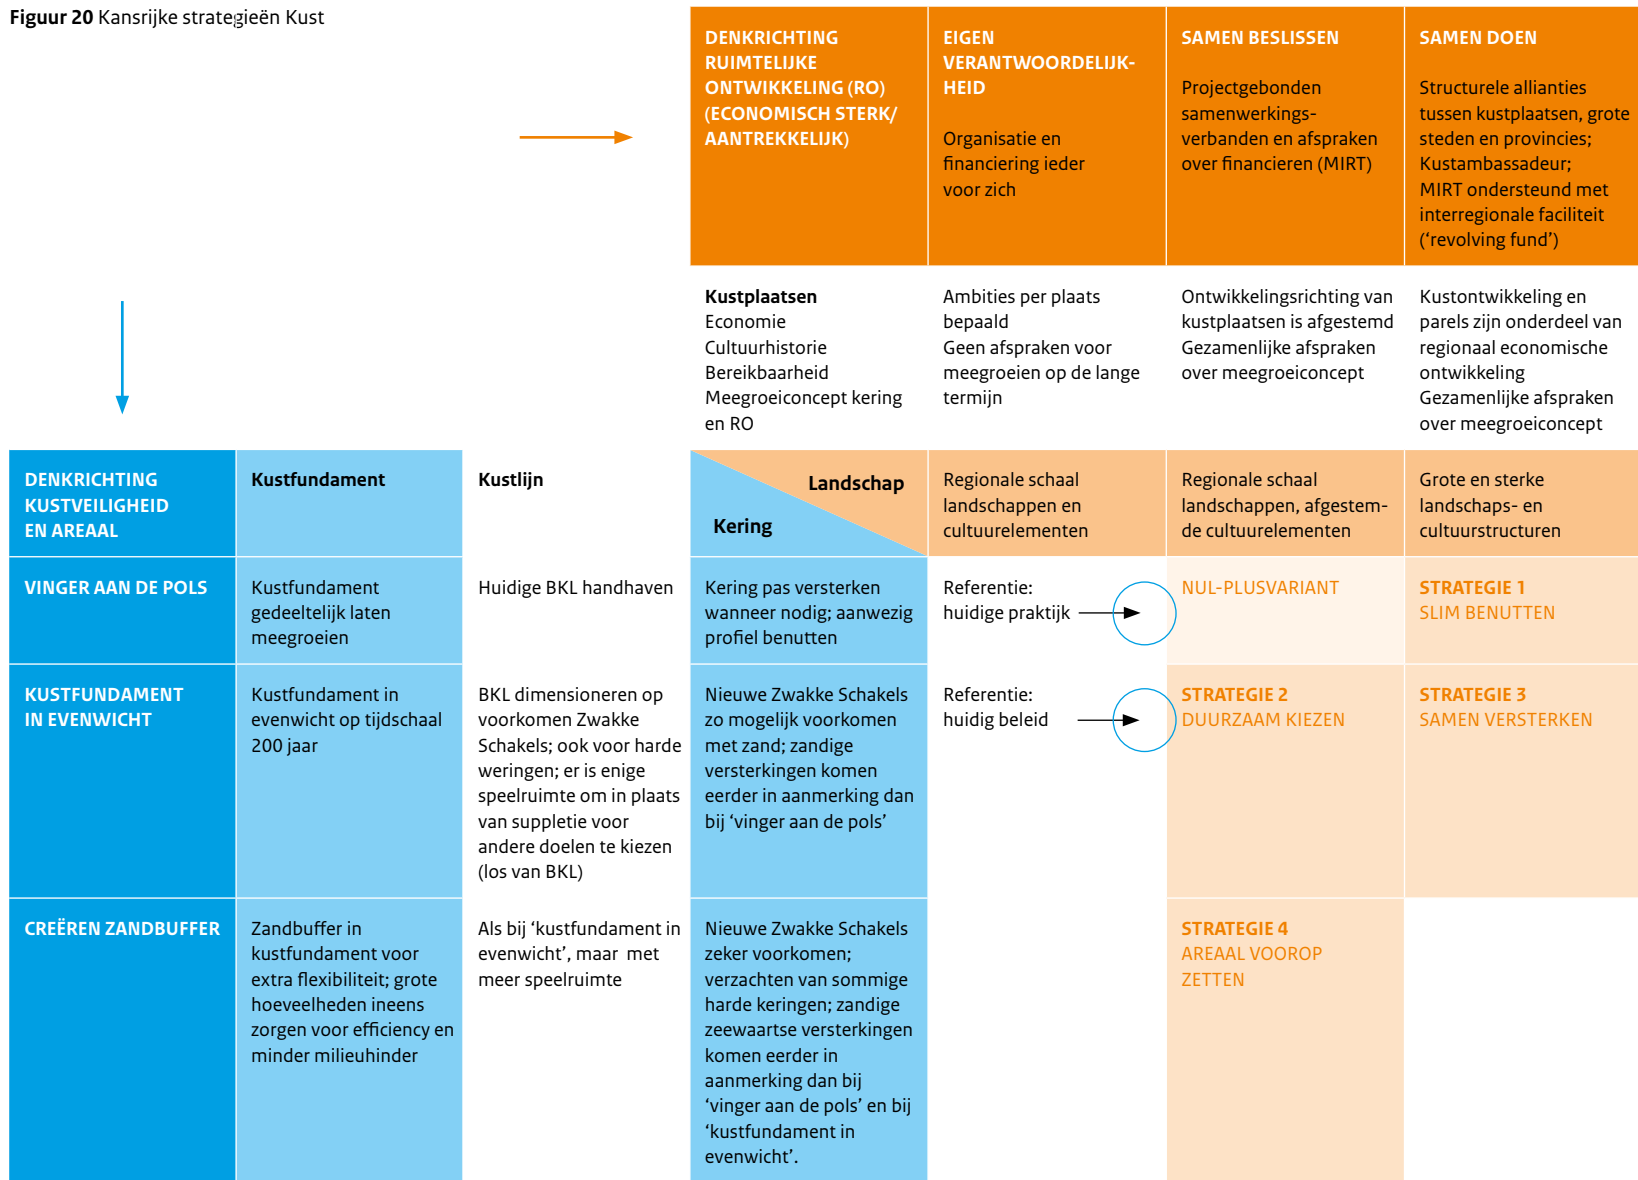 Figuur 20 Kansrijke strategieën Kust
DENKRICHTING
RUIMTELIJKE
ONTWIKKELING (RO)
(ECONOMISCH STERK/
AANTREKKELIJK)
EIGEN
VERANTWOORDELIJK-
HEID
Organisatie en
financiering ieder
voor zich
SAMEN BESLISSEN
Projectgebonden
samenwerkings-
verbanden en afspraken
over financieren (MIRT)
SAMEN DOEN
Structurele allianties
tussen kustplaatsen, grote
steden en provincies;
Kustambassadeur;
MIRT ondersteund met
interregionale faciliteit
(‘revolving fund’)
Kustplaatsen
Economie
Cultuurhistorie
Bereikbaarheid
Meegroeiconcept kering
en RO
Ambities per plaats
bepaald
Geen afspraken voor
meegroeien op de lange
termijn
Ontwikkelingsrichting van
kustplaatsen is afgestemd
Gezamenlijke afspraken
over meegroeiconcept
Kustontwikkeling en
parels zijn onderdeel van
regionaal economische
ontwikkeling
Gezamenlijke afspraken
over meegroeiconcept
DENKRICHTING
KUSTVEILIGHEID
EN AREAAL
Kustfundament
Kustlijn
Landschap
Kering
Regionale schaal
landschappen en
cultuurelementen
Regionale schaal
landschappen, afgestem-
de cultuurelementen
Grote en sterke
landschaps- en
cultuurstructuren
VINGER AAN DE POLS
Kustfundament
gedeeltelijk laten
meegroeien
Huidige BKL handhaven
Kering pas versterken
wanneer nodig; aanwezig
profiel benutten
Referentie:
huidige praktijk
NUL-PLUSVARIANT
STRATEGIE 1
SLIM BENUTTEN
KUSTFUNDAMENT
IN EVENWICHT
Kustfundament in
evenwicht op tijdschaal
200 jaar
BKL dimensioneren op
voorkomen Zwakke
Schakels; ook voor harde
weringen; er is enige
speelruimte om in plaats
van suppletie voor
andere doelen te kiezen
(los van BKL)
Nieuwe Zwakke Schakels
zo mogelijk voorkomen
met zand; zandige
versterkingen komen
eerder in aanmerking dan
bij ‘vinger aan de pols’
Referentie:
huidig beleid
STRATEGIE 2
DUURZAAM KIEZEN
STRATEGIE 3
SAMEN VERSTERKEN
CREËREN ZANDBUFFER
Zandbuffer in
kustfundament voor
extra flexibiliteit; grote
hoeveelheden ineens
zorgen voor efficiency en
minder milieuhinder
Als bij ‘kustfundament in
evenwicht’, maar met
meer speelruimte
Nieuwe Zwakke Schakels
zeker voorkomen;
verzachten van sommige
harde keringen; zandige
zeewaartse versterkingen
komen eerder in
aanmerking dan bij
‘vinger aan de pols’ en bij
‘kustfundament in
evenwicht’.
STRATEGIE 4
AREAAL VOOROP
ZETTEN